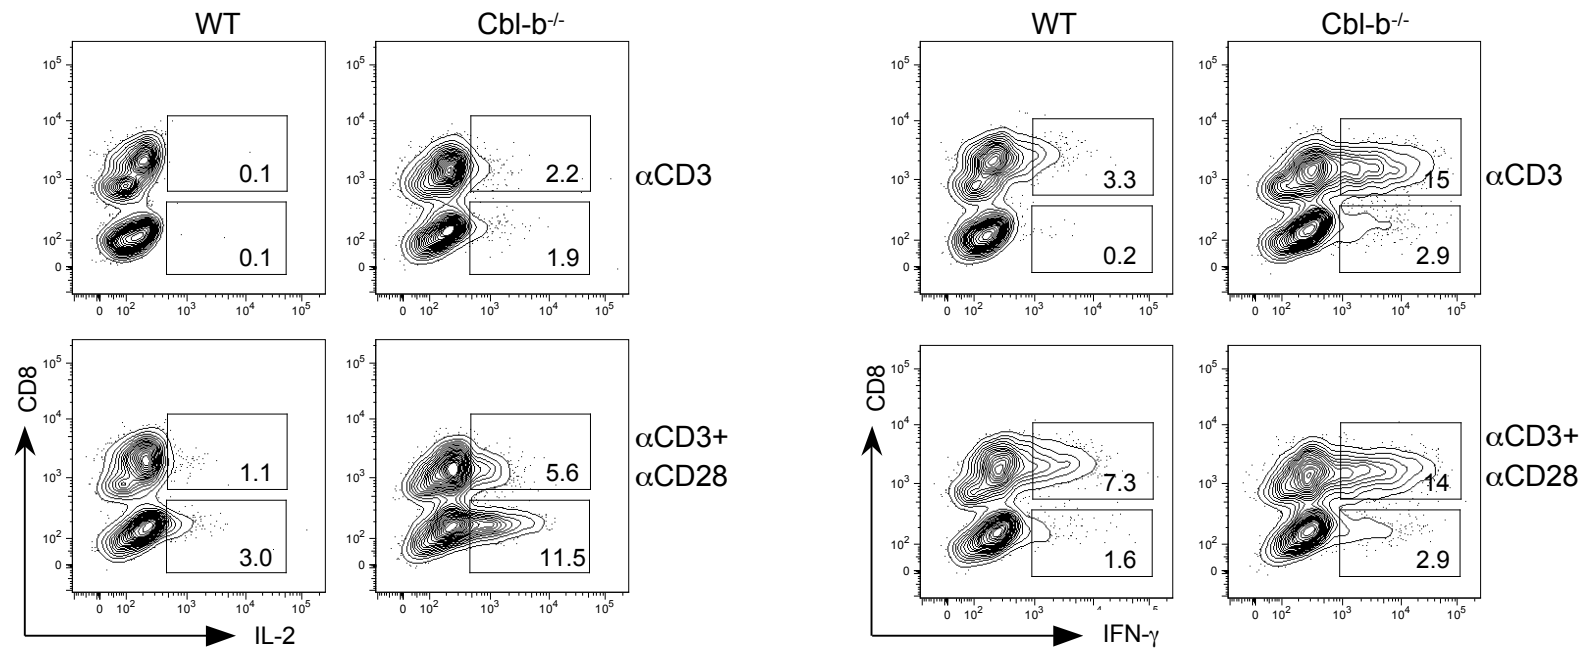 WT Cbl-b-/- WT Cbl-b-/-
10⁵ 10⁵ 10⁵ 10⁵
10⁴ 10⁴ 10⁴ 10⁴
0.1 2.2 αCD3 3.3 15 αCD3
10³ 10³ 10³ 10³
10² 10² 10² 10²
0.1 1.9 0.2 2.9
0 0 0 0
0 10² 10³ 10⁴ 10⁵ 0 10² 10³ 10⁴ 10⁵ 0 10² 10³ 10⁴ 10⁵ 0 10² 10³ 10⁴ 10⁵
10⁵ 10⁵ 10⁵ 10⁵
CD8 CD8
10⁴ 10⁴ 10⁴ 10⁴
αCD3+ αCD3+
1.1 5.6 αCD28 7.3 14 αCD28
10³ 10³ 10³ 10³
10² 10² 10² 10²
3.0 11.5 1.6 2.9
0 0 0 0
0 10² 10³ 10⁴ 10⁵ 0 10² 10³ 10⁴ 10⁵ 0 10² 10³ 0 10² 10³ 10⁴ 10⁵
IL-2 IFN-γ